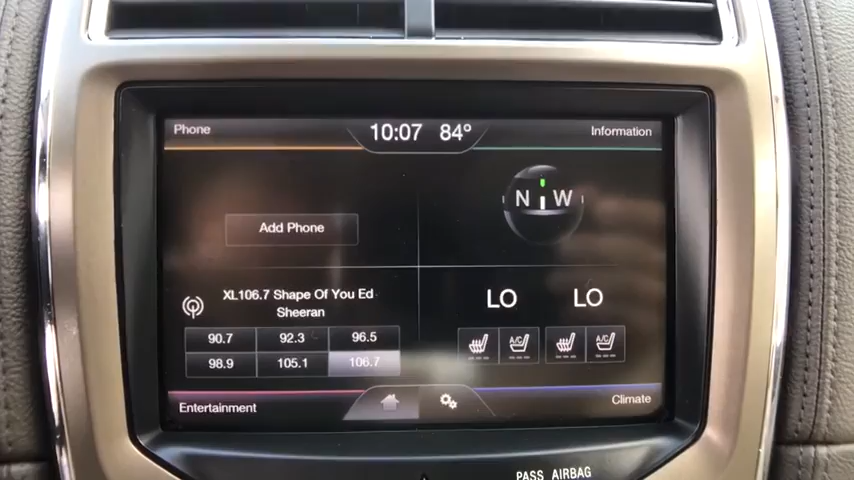 Phone
10:07 84°
Information
N W
Add Phone
XL106.7 Shape Of You Ed
Sheeran
LO LO
90.7 92.3 96.5
A/C A/C
98.9 105.1 106.7
Entertainment
Climate
PASS AIRBAG